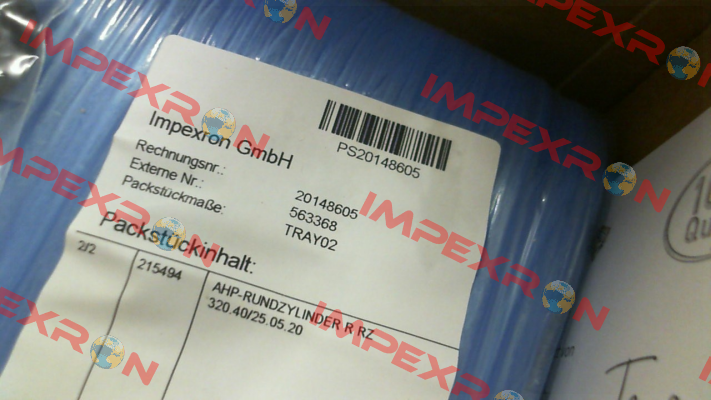 Impexron GmbH
PS20148605
Rechnungsnr.: 20148605
Externe Nr.: 563368
Packstückmaße: TRAY02
Packstückinhalt:
2/2 215494 AHP-RUNDZYLINDER R RZ
320.40/25.05.20
IMPEXRON
IMPEXRON
IMPEXRON
IMPEXRON
IMPEXRON
IMPEXRON